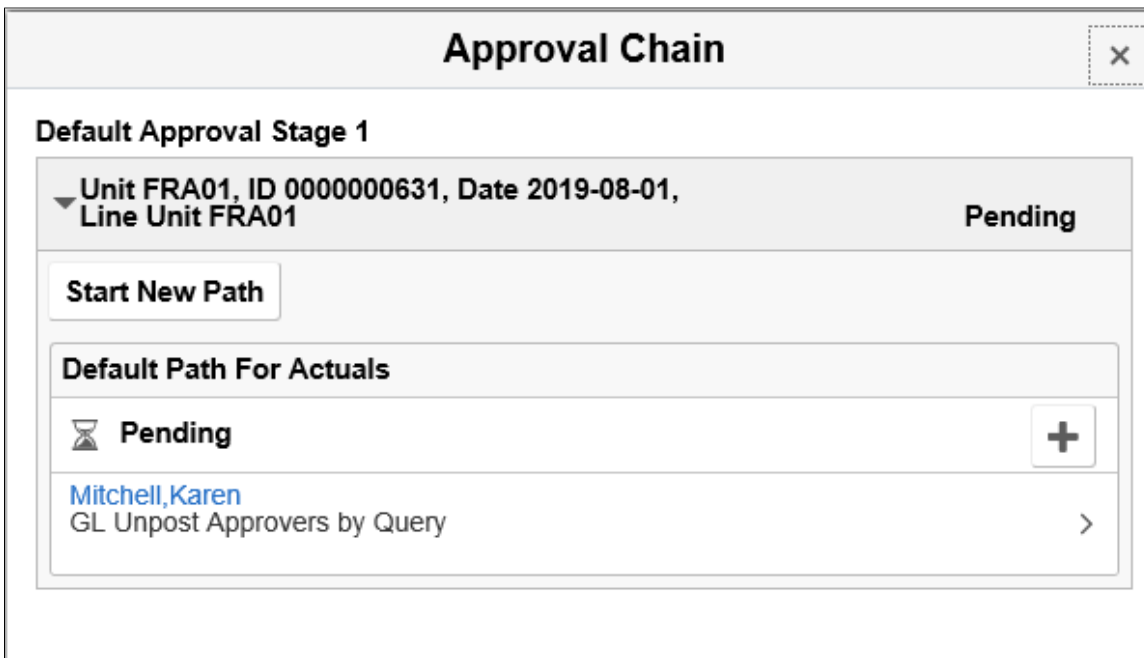 Approval Chain
Default Approval Stage 1
Unit FRA01, ID 0000000631, Date 2019-08-01,
Line Unit FRA01
Pending
Start New Path
Default Path For Actuals
Pending
Mitchell,Karen
GL Unpost Approvers by Query